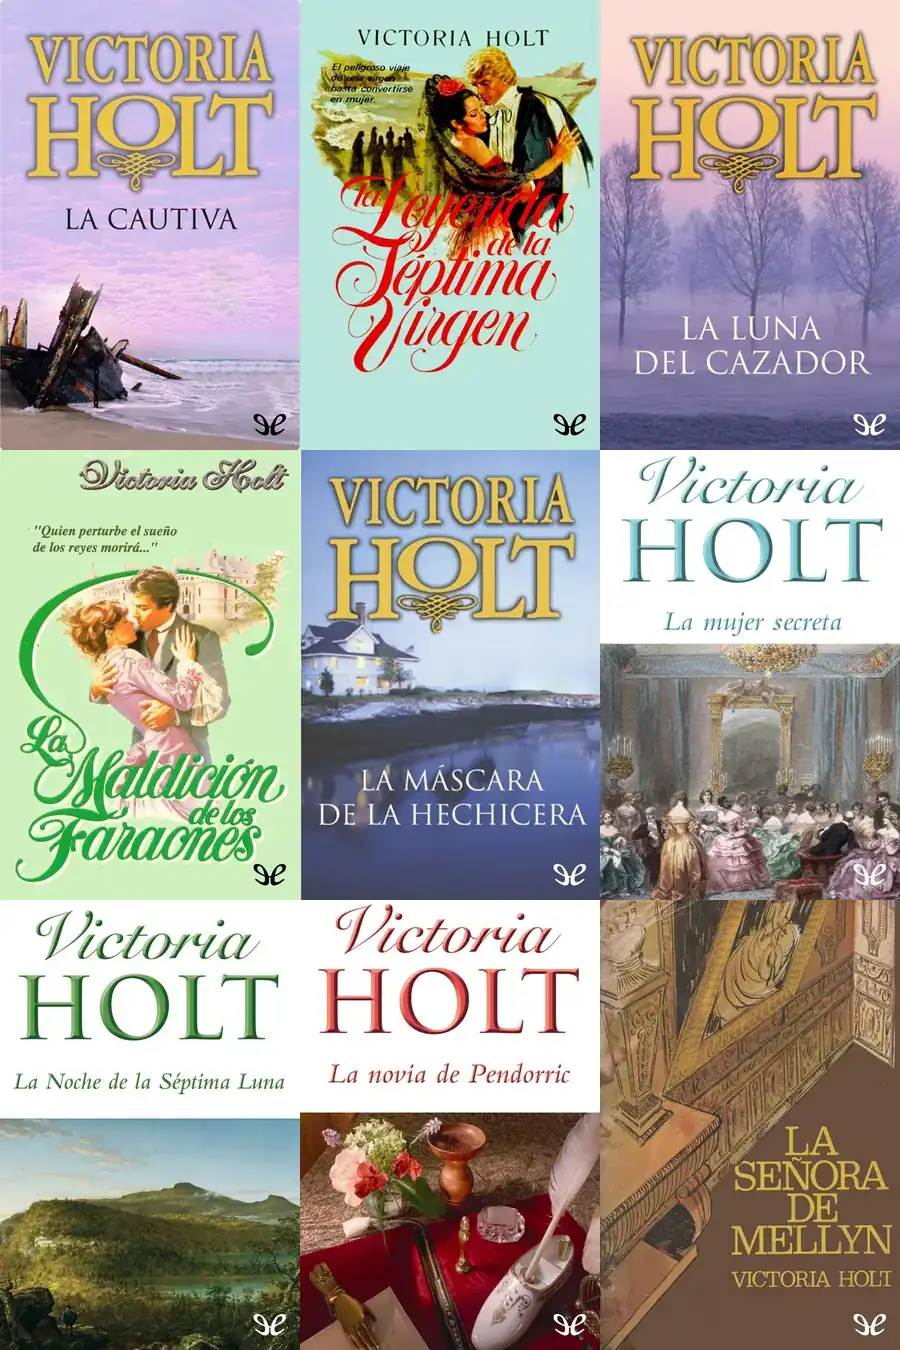 VICTORIA
HOLT
LA CAUTIVA
VICTORIA HOLT
El peligroso viaje
de una virgen
hasta convertirse
en mujer.
la
Leyenda
de la
Séptima
Virgen
VICTORIA
HOLT
LA LUNA
DEL CAZADOR
Victoria Holt
"Quien perturbe el sueño
de los reyes morirá..."
La
Maldición
de los
Faraones
VICTORIA
HOLT
LA MÁSCARA
DE LA HECHICERA
Victoria
HOLT
La mujer secreta
Victoria
HOLT
La Noche de la Séptima Luna
Victoria
HOLT
La novia de Pendorric
LA
SEÑORA
DE
MELLYN
VICTORIA HOLT